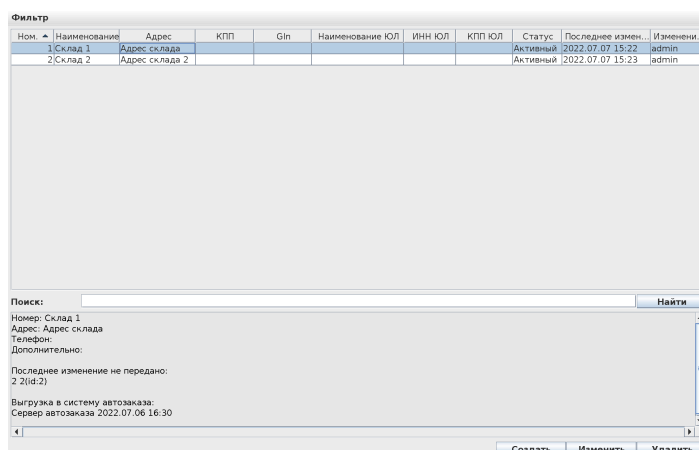 Фильтр
Ном. Наименование Адрес КПП Gln Наименование ЮЛ ИНН ЮЛ КПП ЮЛ Статус Последнее измен... Изменени...
1 Склад 1 Адрес склада Активный 2022.07.07 15:22 admin
2 Склад 2 Адрес склада 2 Активный 2022.07.07 15:23 admin
Поиск: Найти
Номер: Склад 1
Адрес: Адрес склада
Телефон:
Дополнительно:
Последнее изменение не передано:
2 2(id:2)
Выгрузка в систему автозаказа:
Сервер автозаказа 2022.07.06 16:30
Создать Изменить Удалить